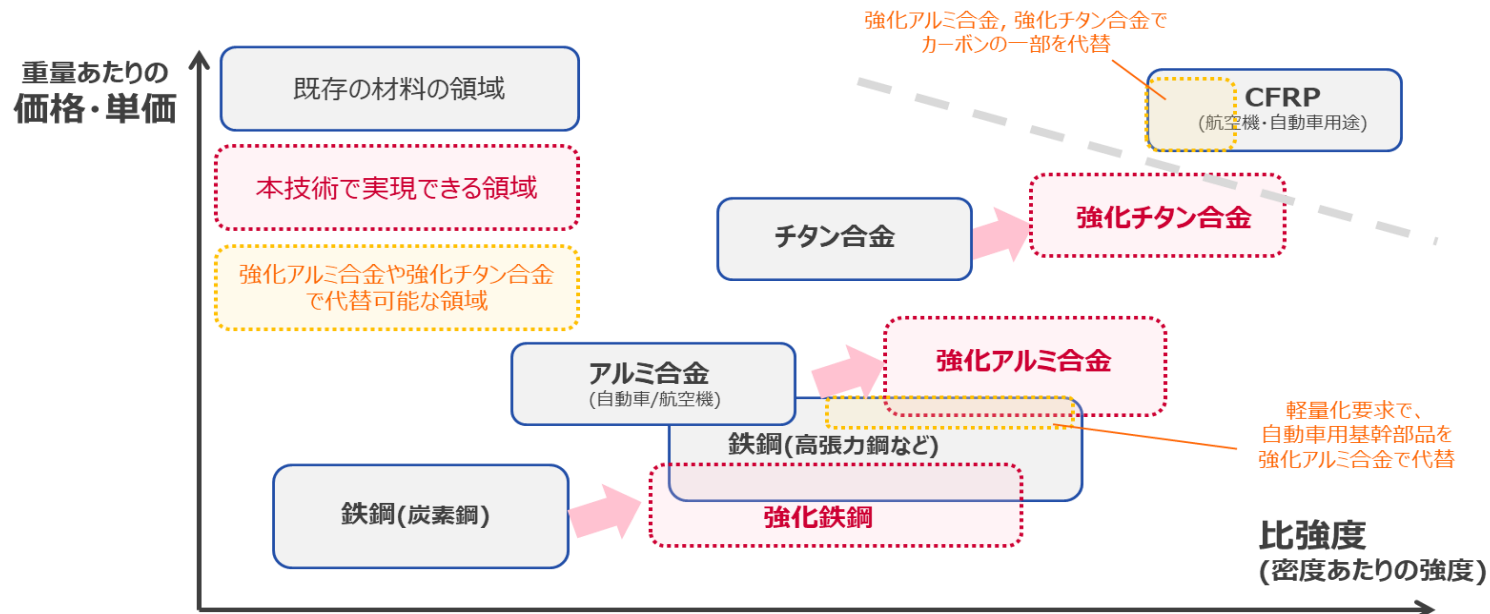 重量あたりの
価格・単価
既存の材料の領域
本技術で実現できる領域
強化アルミ合金や強化チタン合金
で代替可能な領域
強化アルミ合金, 強化チタン合金で
カーボンの一部を代替
CFRP
(航空機・自動車用途)
チタン合金
強化チタン合金
アルミ合金
(自動車/航空機)
強化アルミ合金
鉄鋼(高張力鋼など)
軽量化要求で、
自動車用基幹部品を
強化アルミ合金で代替
鉄鋼(炭素鋼)
強化鉄鋼
比強度
(密度あたりの強度)